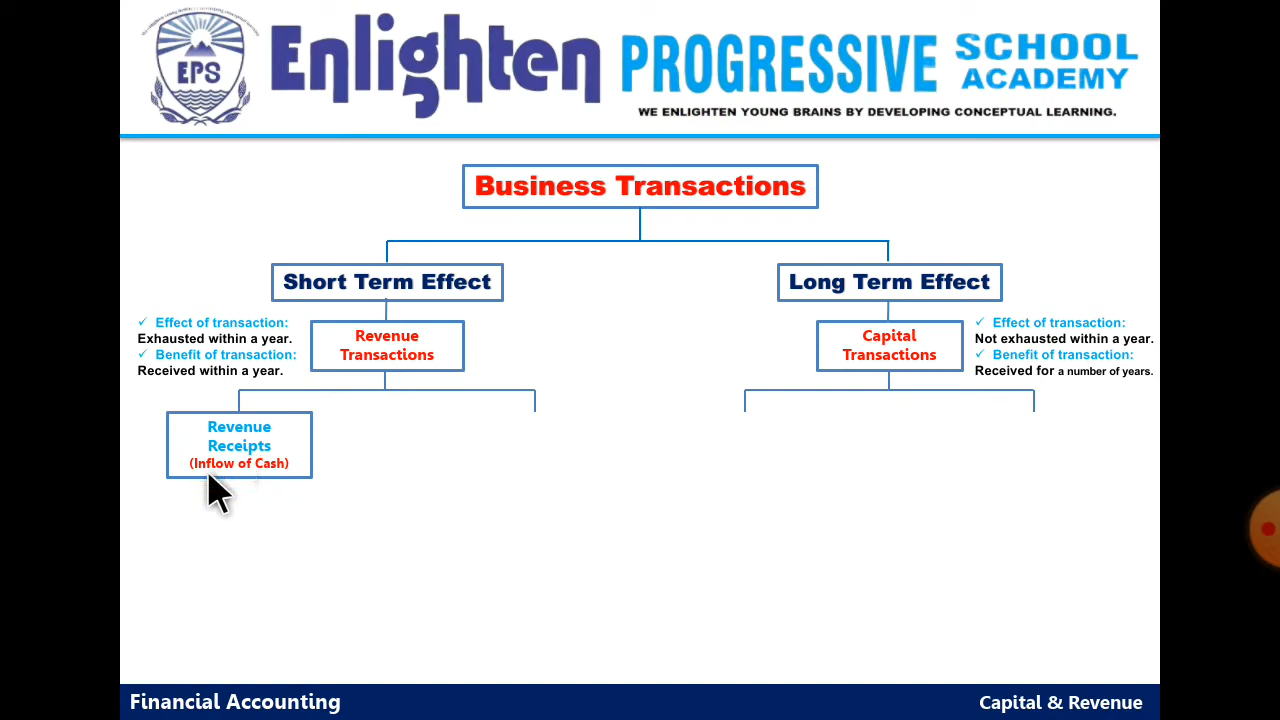 EPS
Enlighten PROGRESSIVE SCHOOL ACADEMY
WE ENLIGHTEN YOUNG BRAINS BY DEVELOPING CONCEPTUAL LEARNING.
Business Transactions
Short Term Effect
Long Term Effect
✓ Effect of transaction:
Exhausted within a year.
✓ Benefit of transaction:
Received within a year.
Revenue
Transactions
Capital
Transactions
✓ Effect of transaction:
Not exhausted within a year.
✓ Benefit of transaction:
Received for a number of years.
Revenue
Receipts
(Inflow of Cash)
Financial Accounting
Capital & Revenue